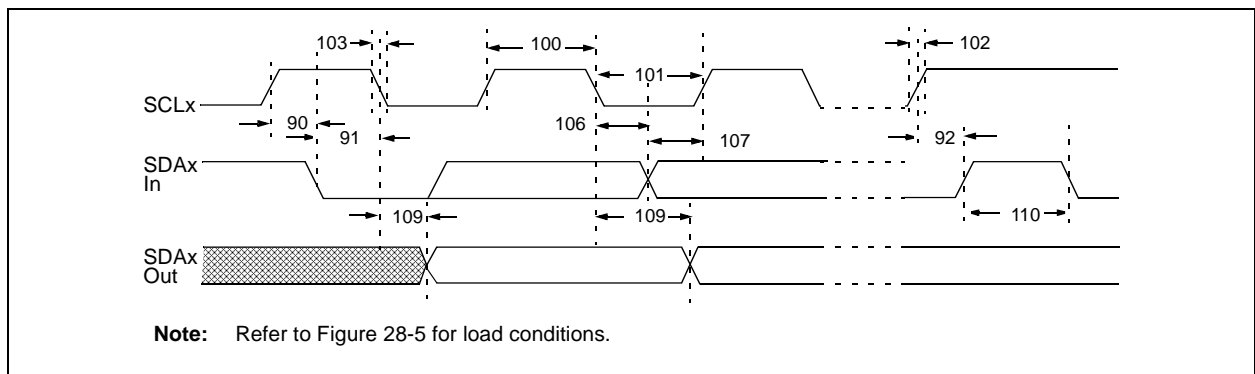 103
100
102
101
SCLx
90
91
106
107
92
SDAx
In
109
109
110
SDAx
Out
Note: Refer to Figure 28-5 for load conditions.